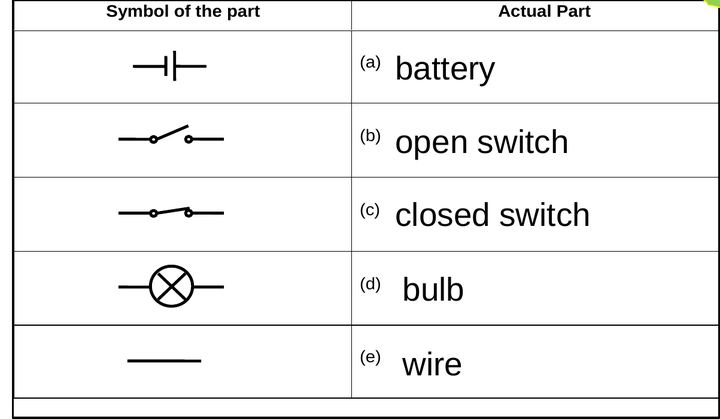 Symbol of the part Actual Part
(a) battery
(b) open switch
(c) closed switch
(d) bulb
(e) wire